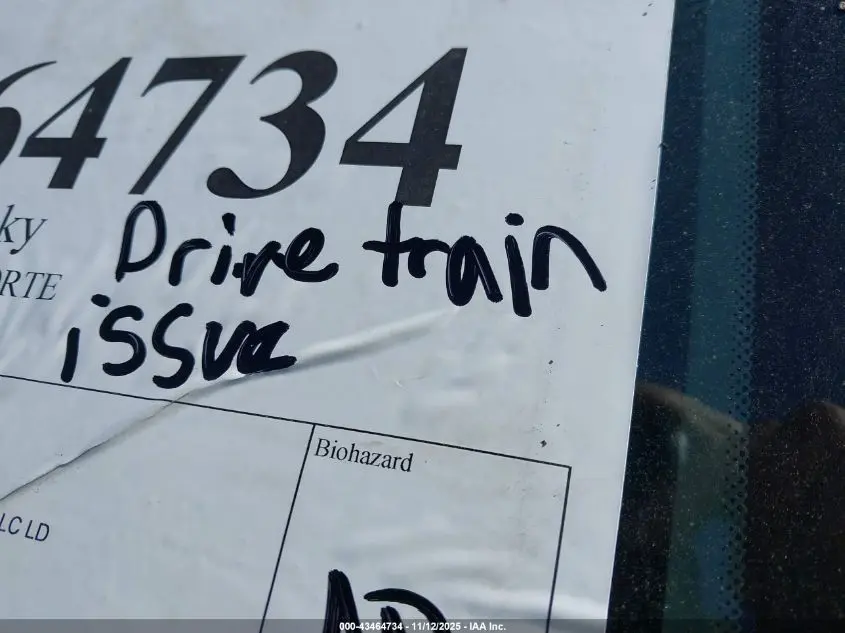 64734
ky
Drive train
ORTE
issue
Biohazard
LC LD
000-43464734 - 11/12/2025 - IAA Inc.